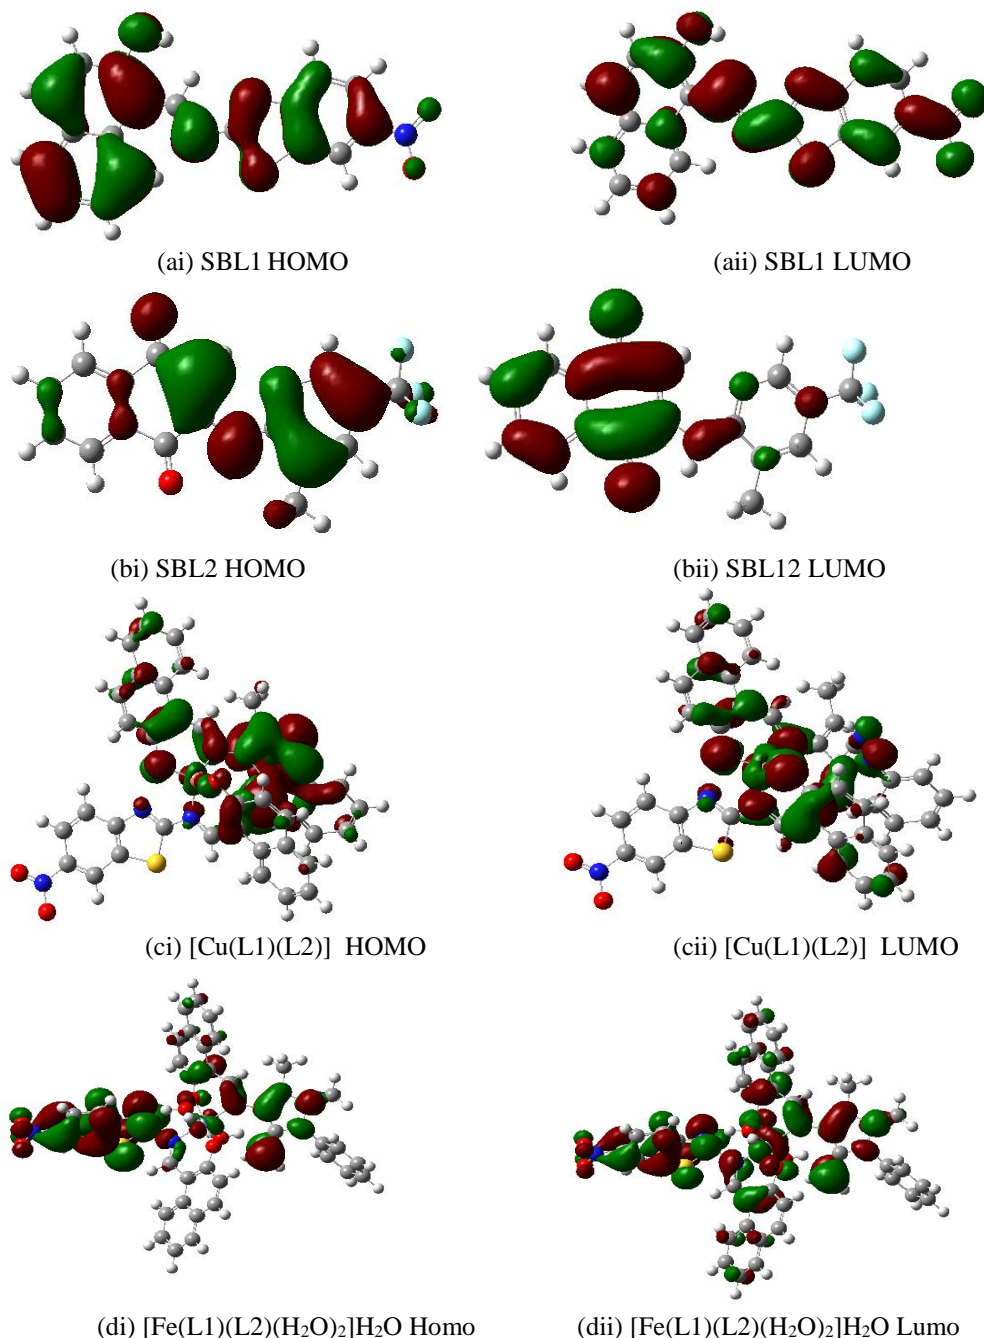 (ai) SBL1 HOMO
(aii) SBL1 LUMO
(bi) SBL2 HOMO
(bii) SBL12 LUMO
(ci) [Cu(L1)(L2)] HOMO
(cii) [Cu(L1)(L2)] LUMO
(di) [Fe(L1)(L2)(H₂O)₂]H₂O Homo
(dii) [Fe(L1)(L2)(H₂O)₂]H₂O Lumo